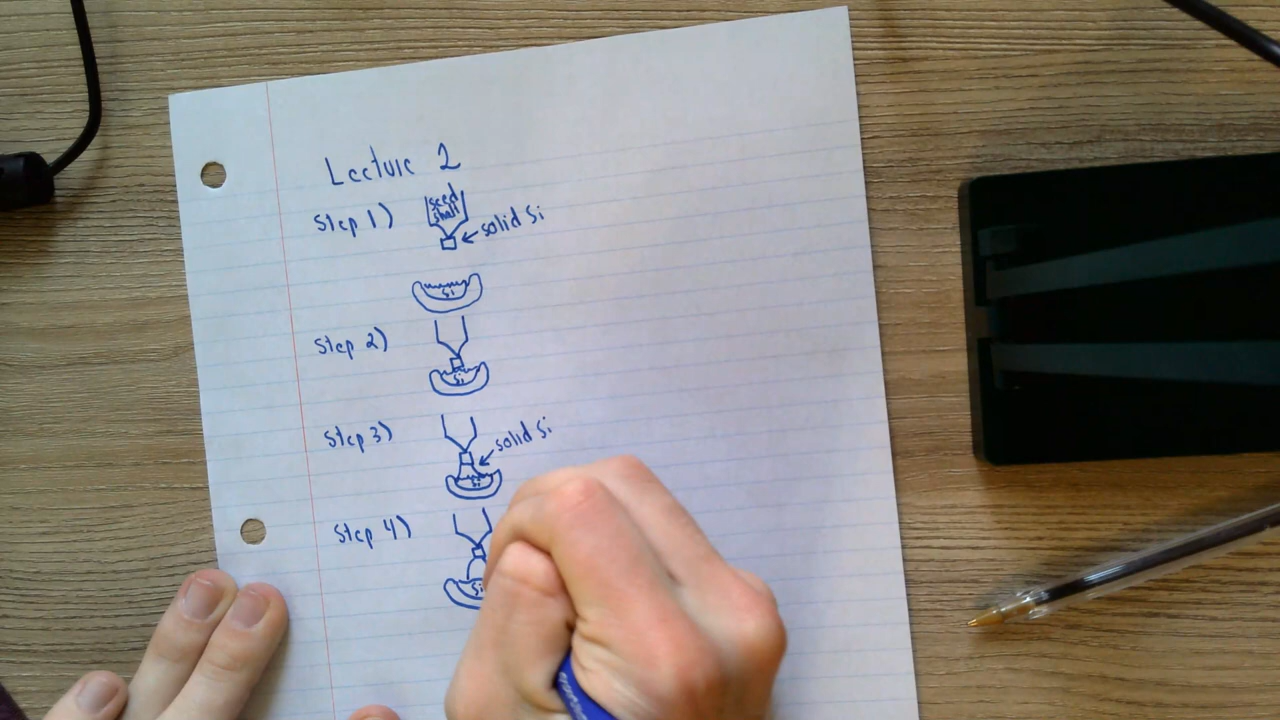 Lecture 2
Step 1)
seed
shaft
solid Si
Si
Step 2)
Si
Step 3)
solid Si
Si
Step 4)
Si